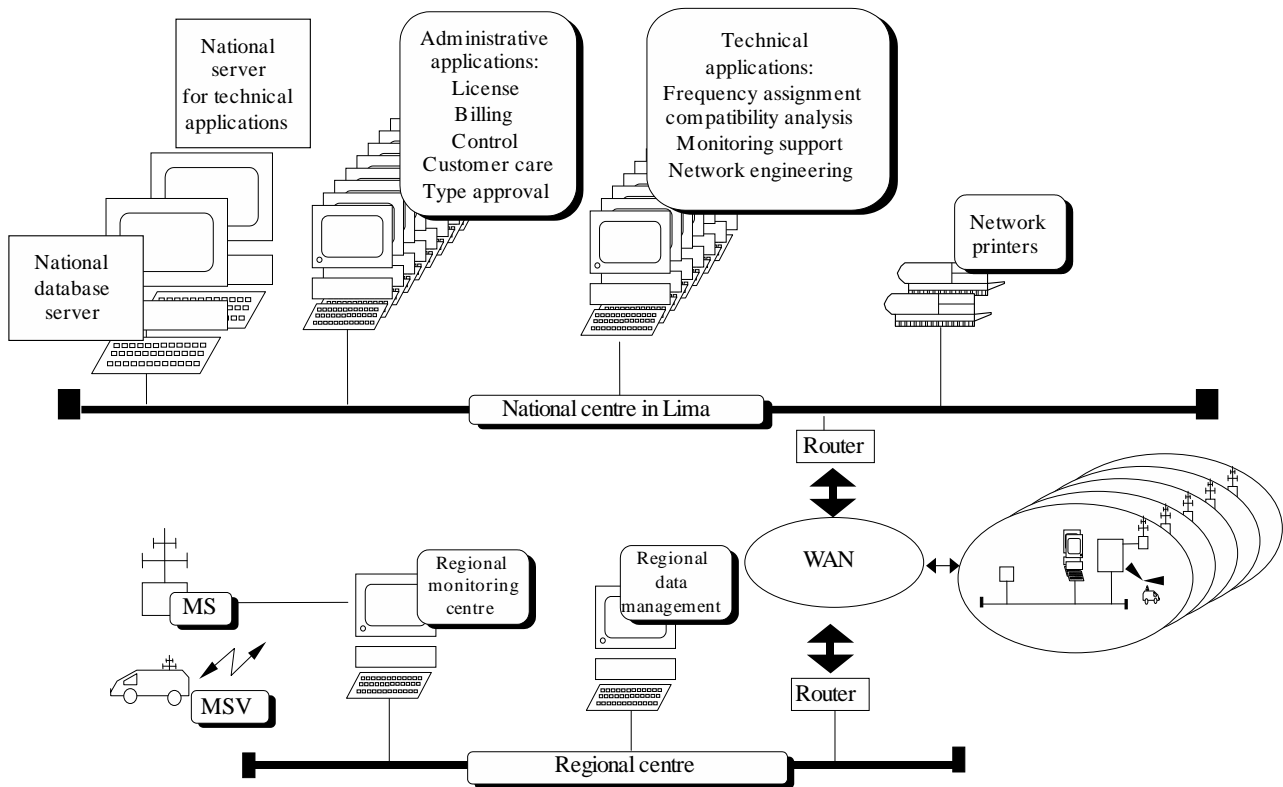 National
server
for technical
applications
Administrative
applications:
License
Billing
Control
Customer care
Type approval
Technical
applications:
Frequency assignment
compatibility analysis
Monitoring support
Network engineering
National
database
server
Network
printers
National centre in Lima
Router
WAN
Regional
monitoring
centre
Regional
data
management
MS
MSV
Router
Regional centre